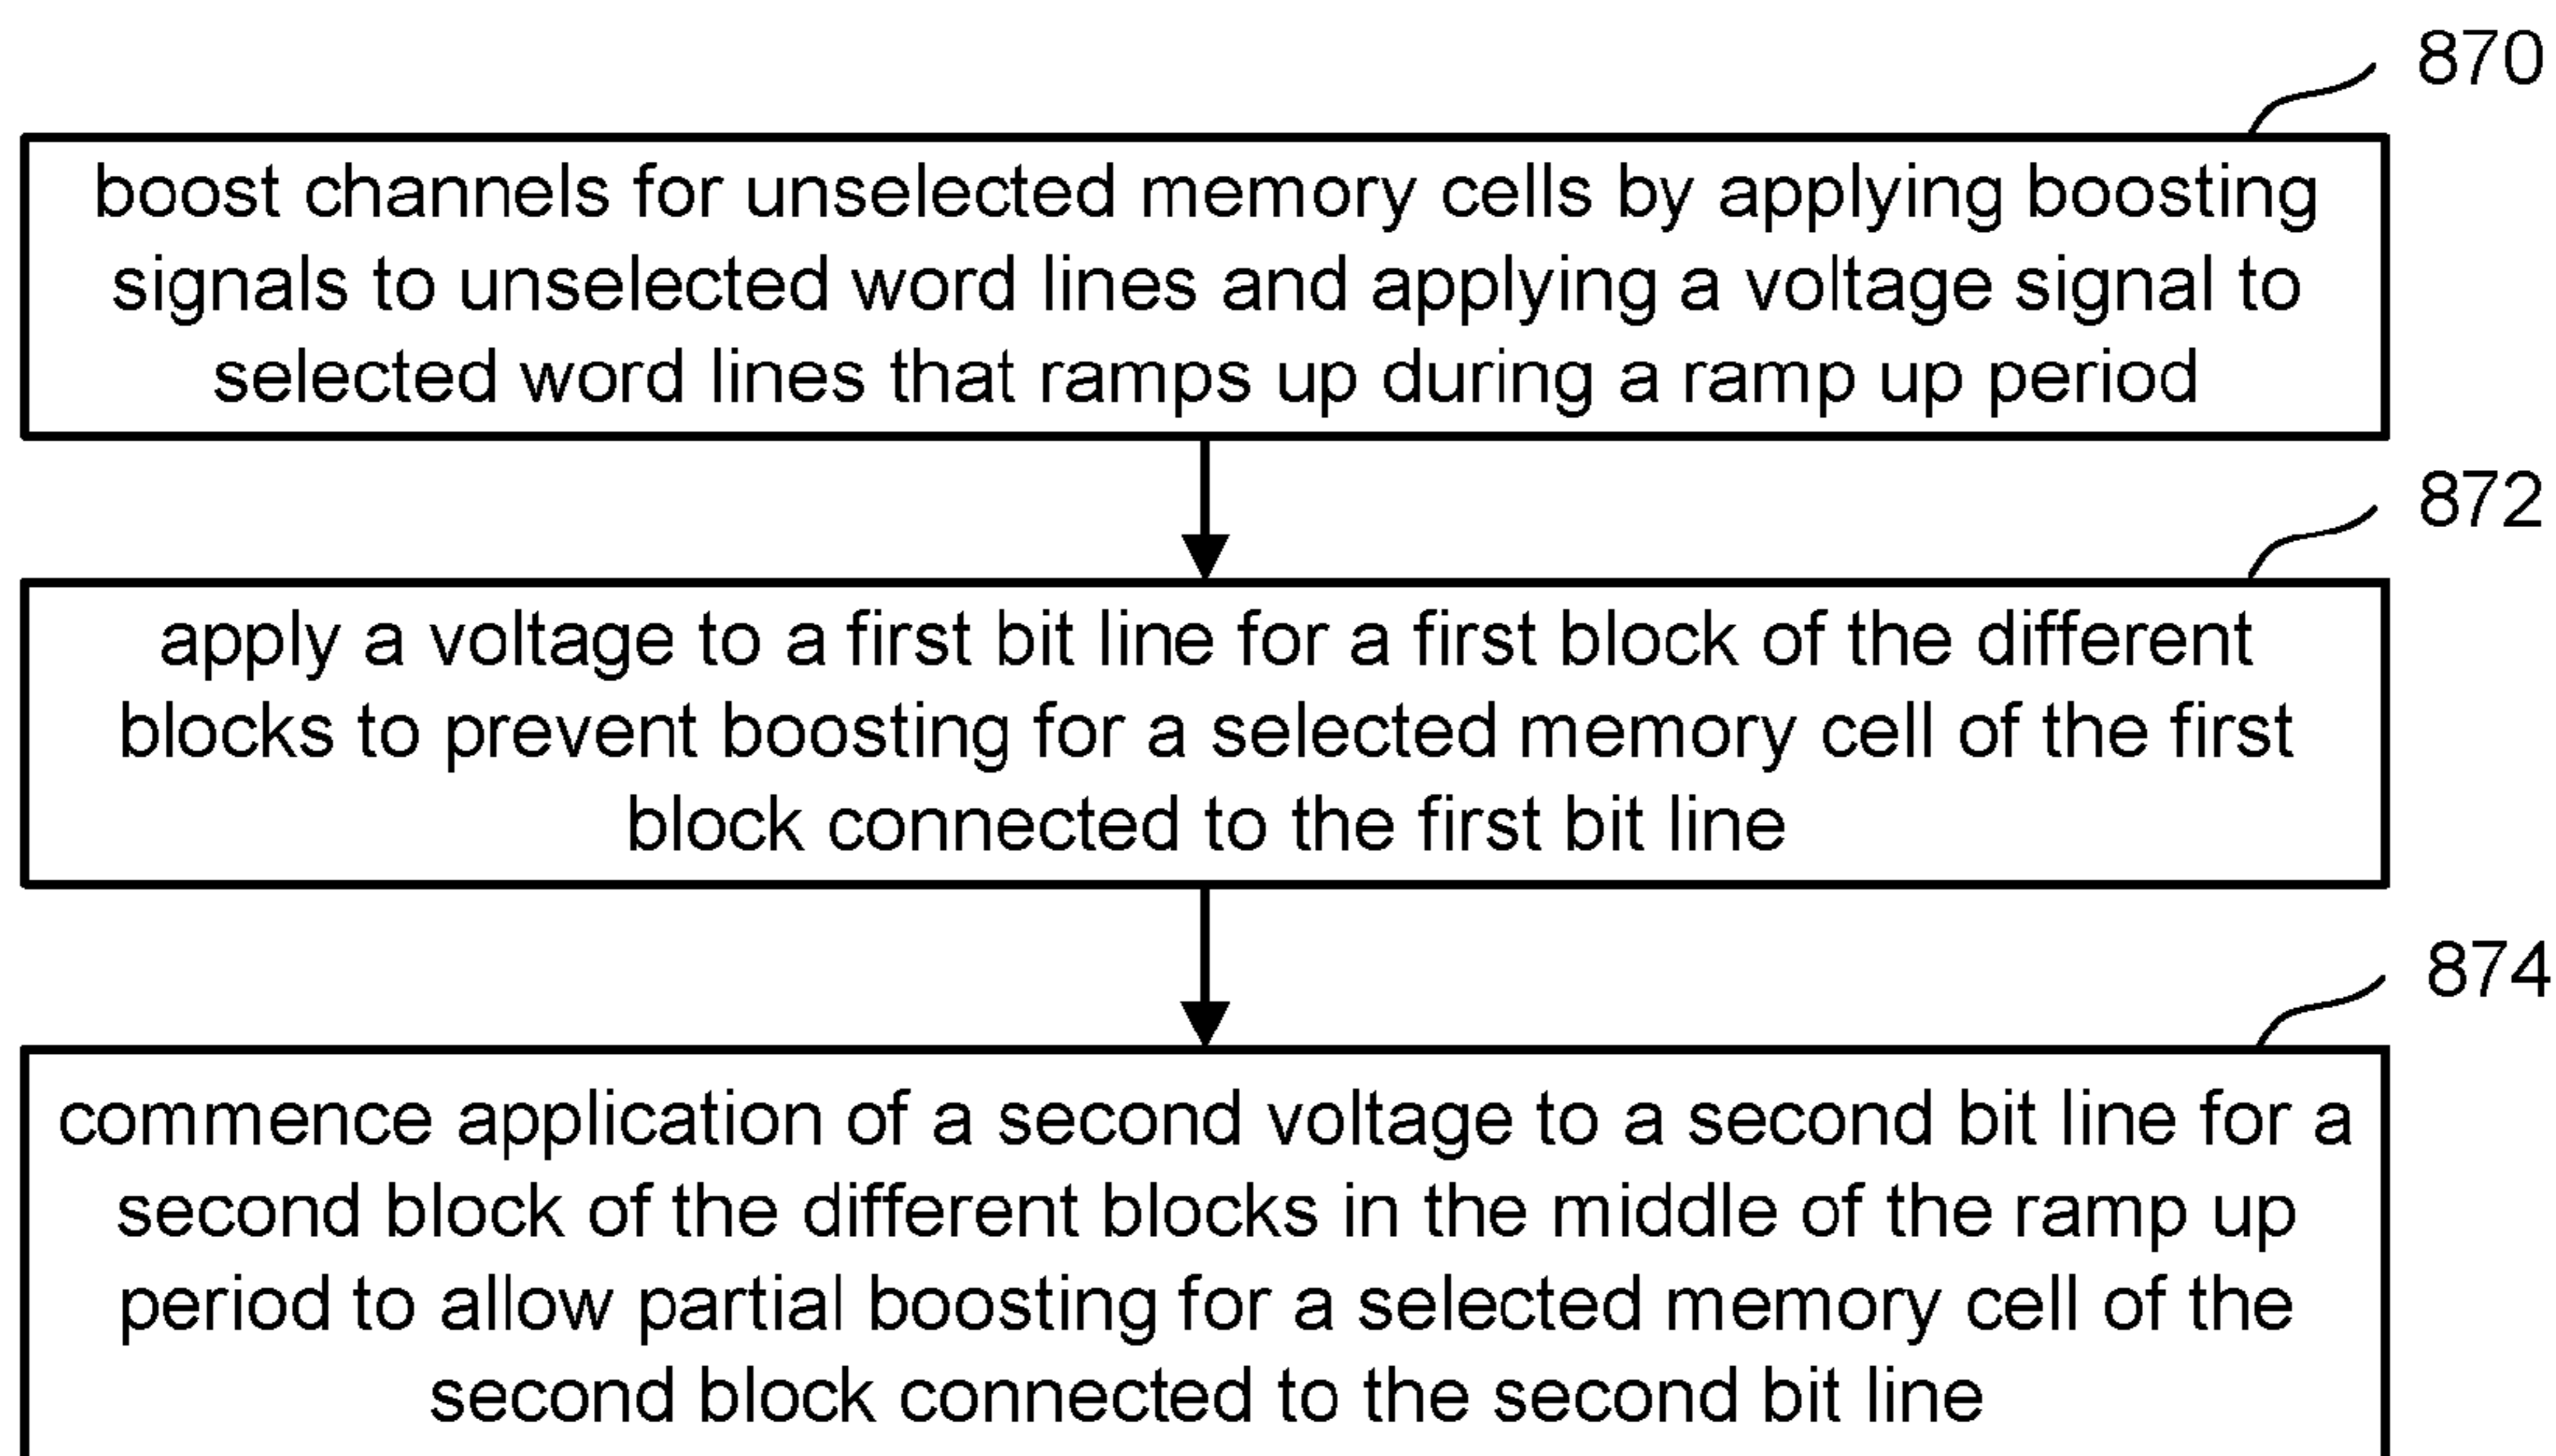 870
boost channels for unselected memory cells by applying boosting
signals to unselected word lines and applying a voltage signal to
selected word lines that ramps up during a ramp up period
872
apply a voltage to a first bit line for a first block of the different
blocks to prevent boosting for a selected memory cell of the first
block connected to the first bit line
874
commence application of a second voltage to a second bit line for a
second block of the different blocks in the middle of the ramp up
period to allow partial boosting for a selected memory cell of the
second block connected to the second bit line